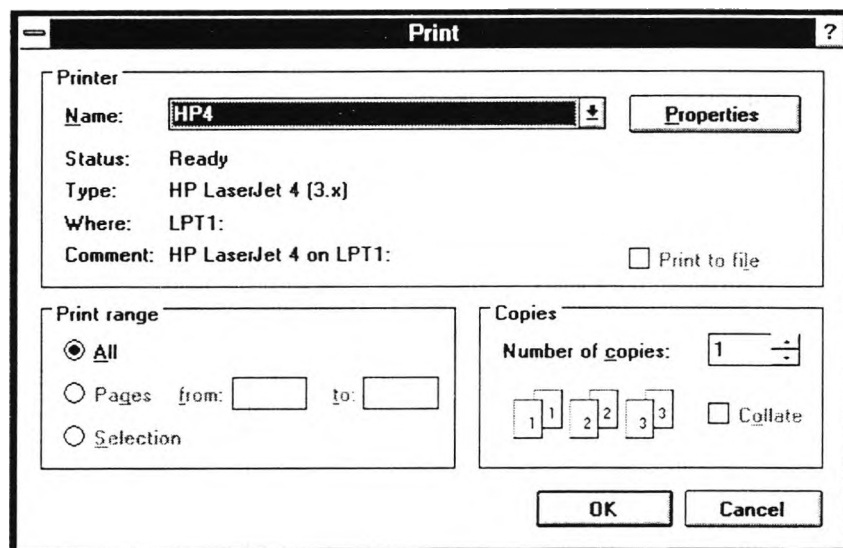 Print ?
Printer
Name: HP4 Properties
Status: Ready
Type: HP LaserJet 4 (3.x)
Where: LPT1:
Comment: HP LaserJet 4 on LPT1:
Print to file
Print range
All
Pages from: to:
Selection
Copies
Number of copies: 1
1 1 2 2 3 3 Collate
OK Cancel